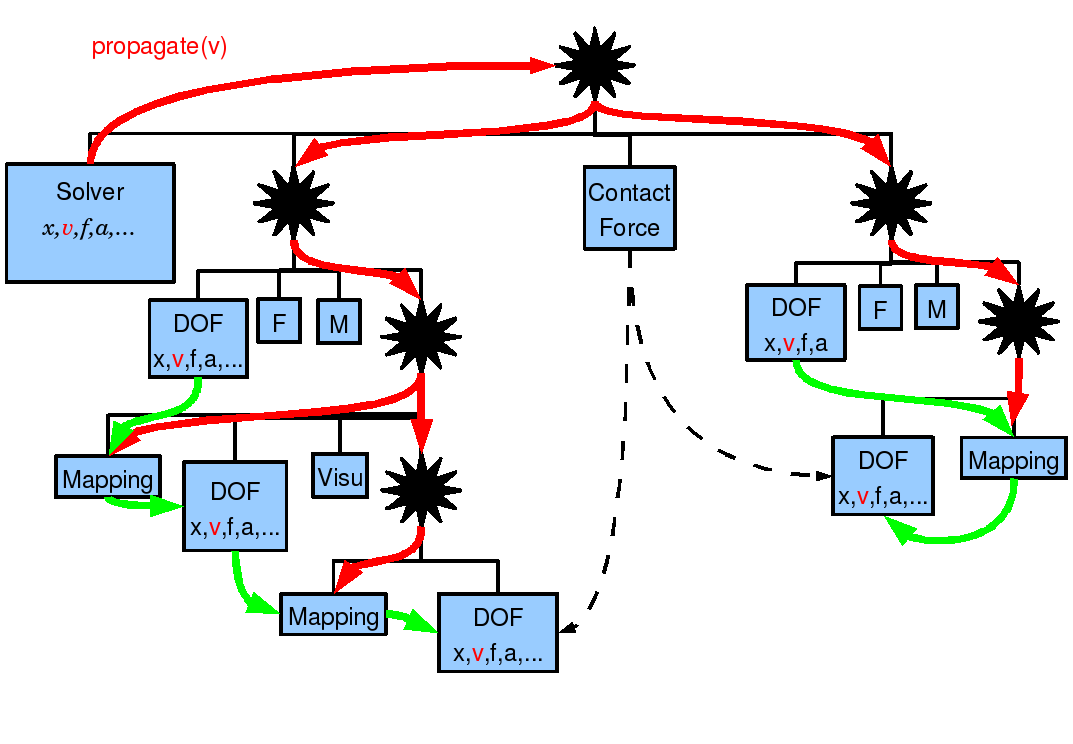 propagate(v)
Solver
x,v,f,a,...
Contact
Force
DOF
x,v,f,a,...
F
M
DOF
x,v,f,a
F
M
Mapping
DOF
x,v,f,a,...
Visu
DOF
x,v,f,a,...
Mapping
Mapping
DOF
x,v,f,a,...